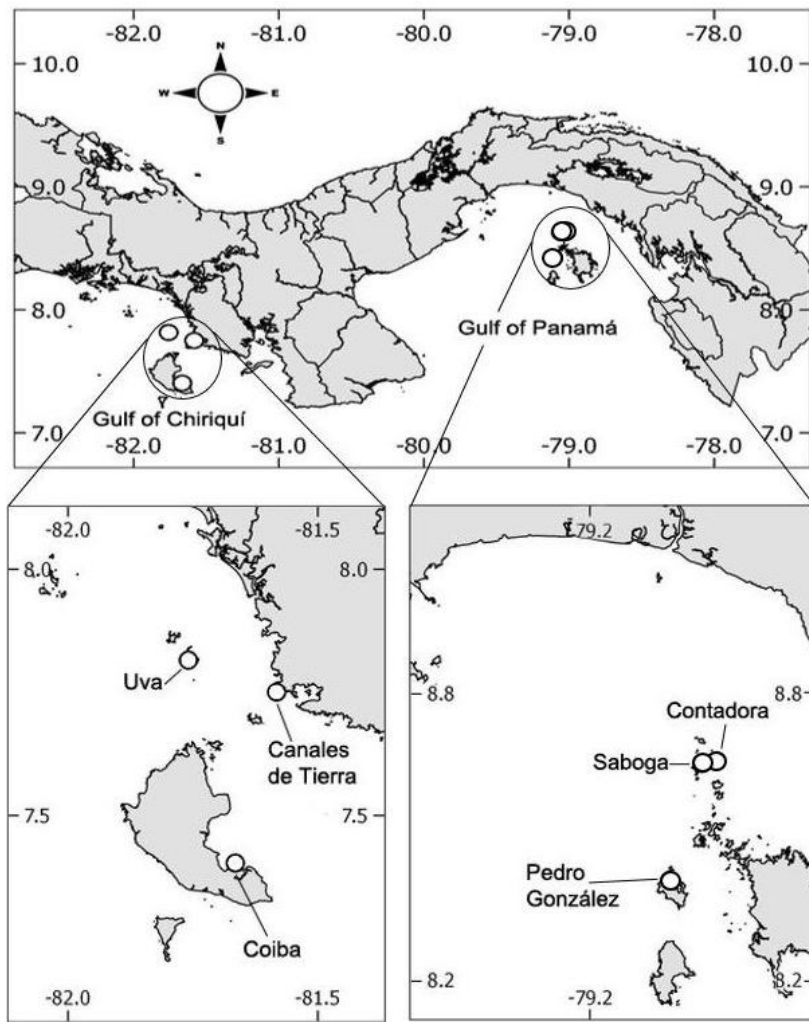 -82.0 -81.0 -80.0 -79.0 -78.0
N
W E
S
10.0 10.0
9.0 9.0
8.0 8.0
Gulf of Panamá
Gulf of Chiriquí
7.0 7.0
-82.0 -81.0 -80.0 -79.0 -78.0
-82.0 -81.5
8.0 8.0
Uva
Canales
de Tierra
7.5 7.5
Coiba
-82.0 -81.5
-79.2
8.8 8.8
Contadora
Saboga
Pedro
González
8.2 8.2
-79.2